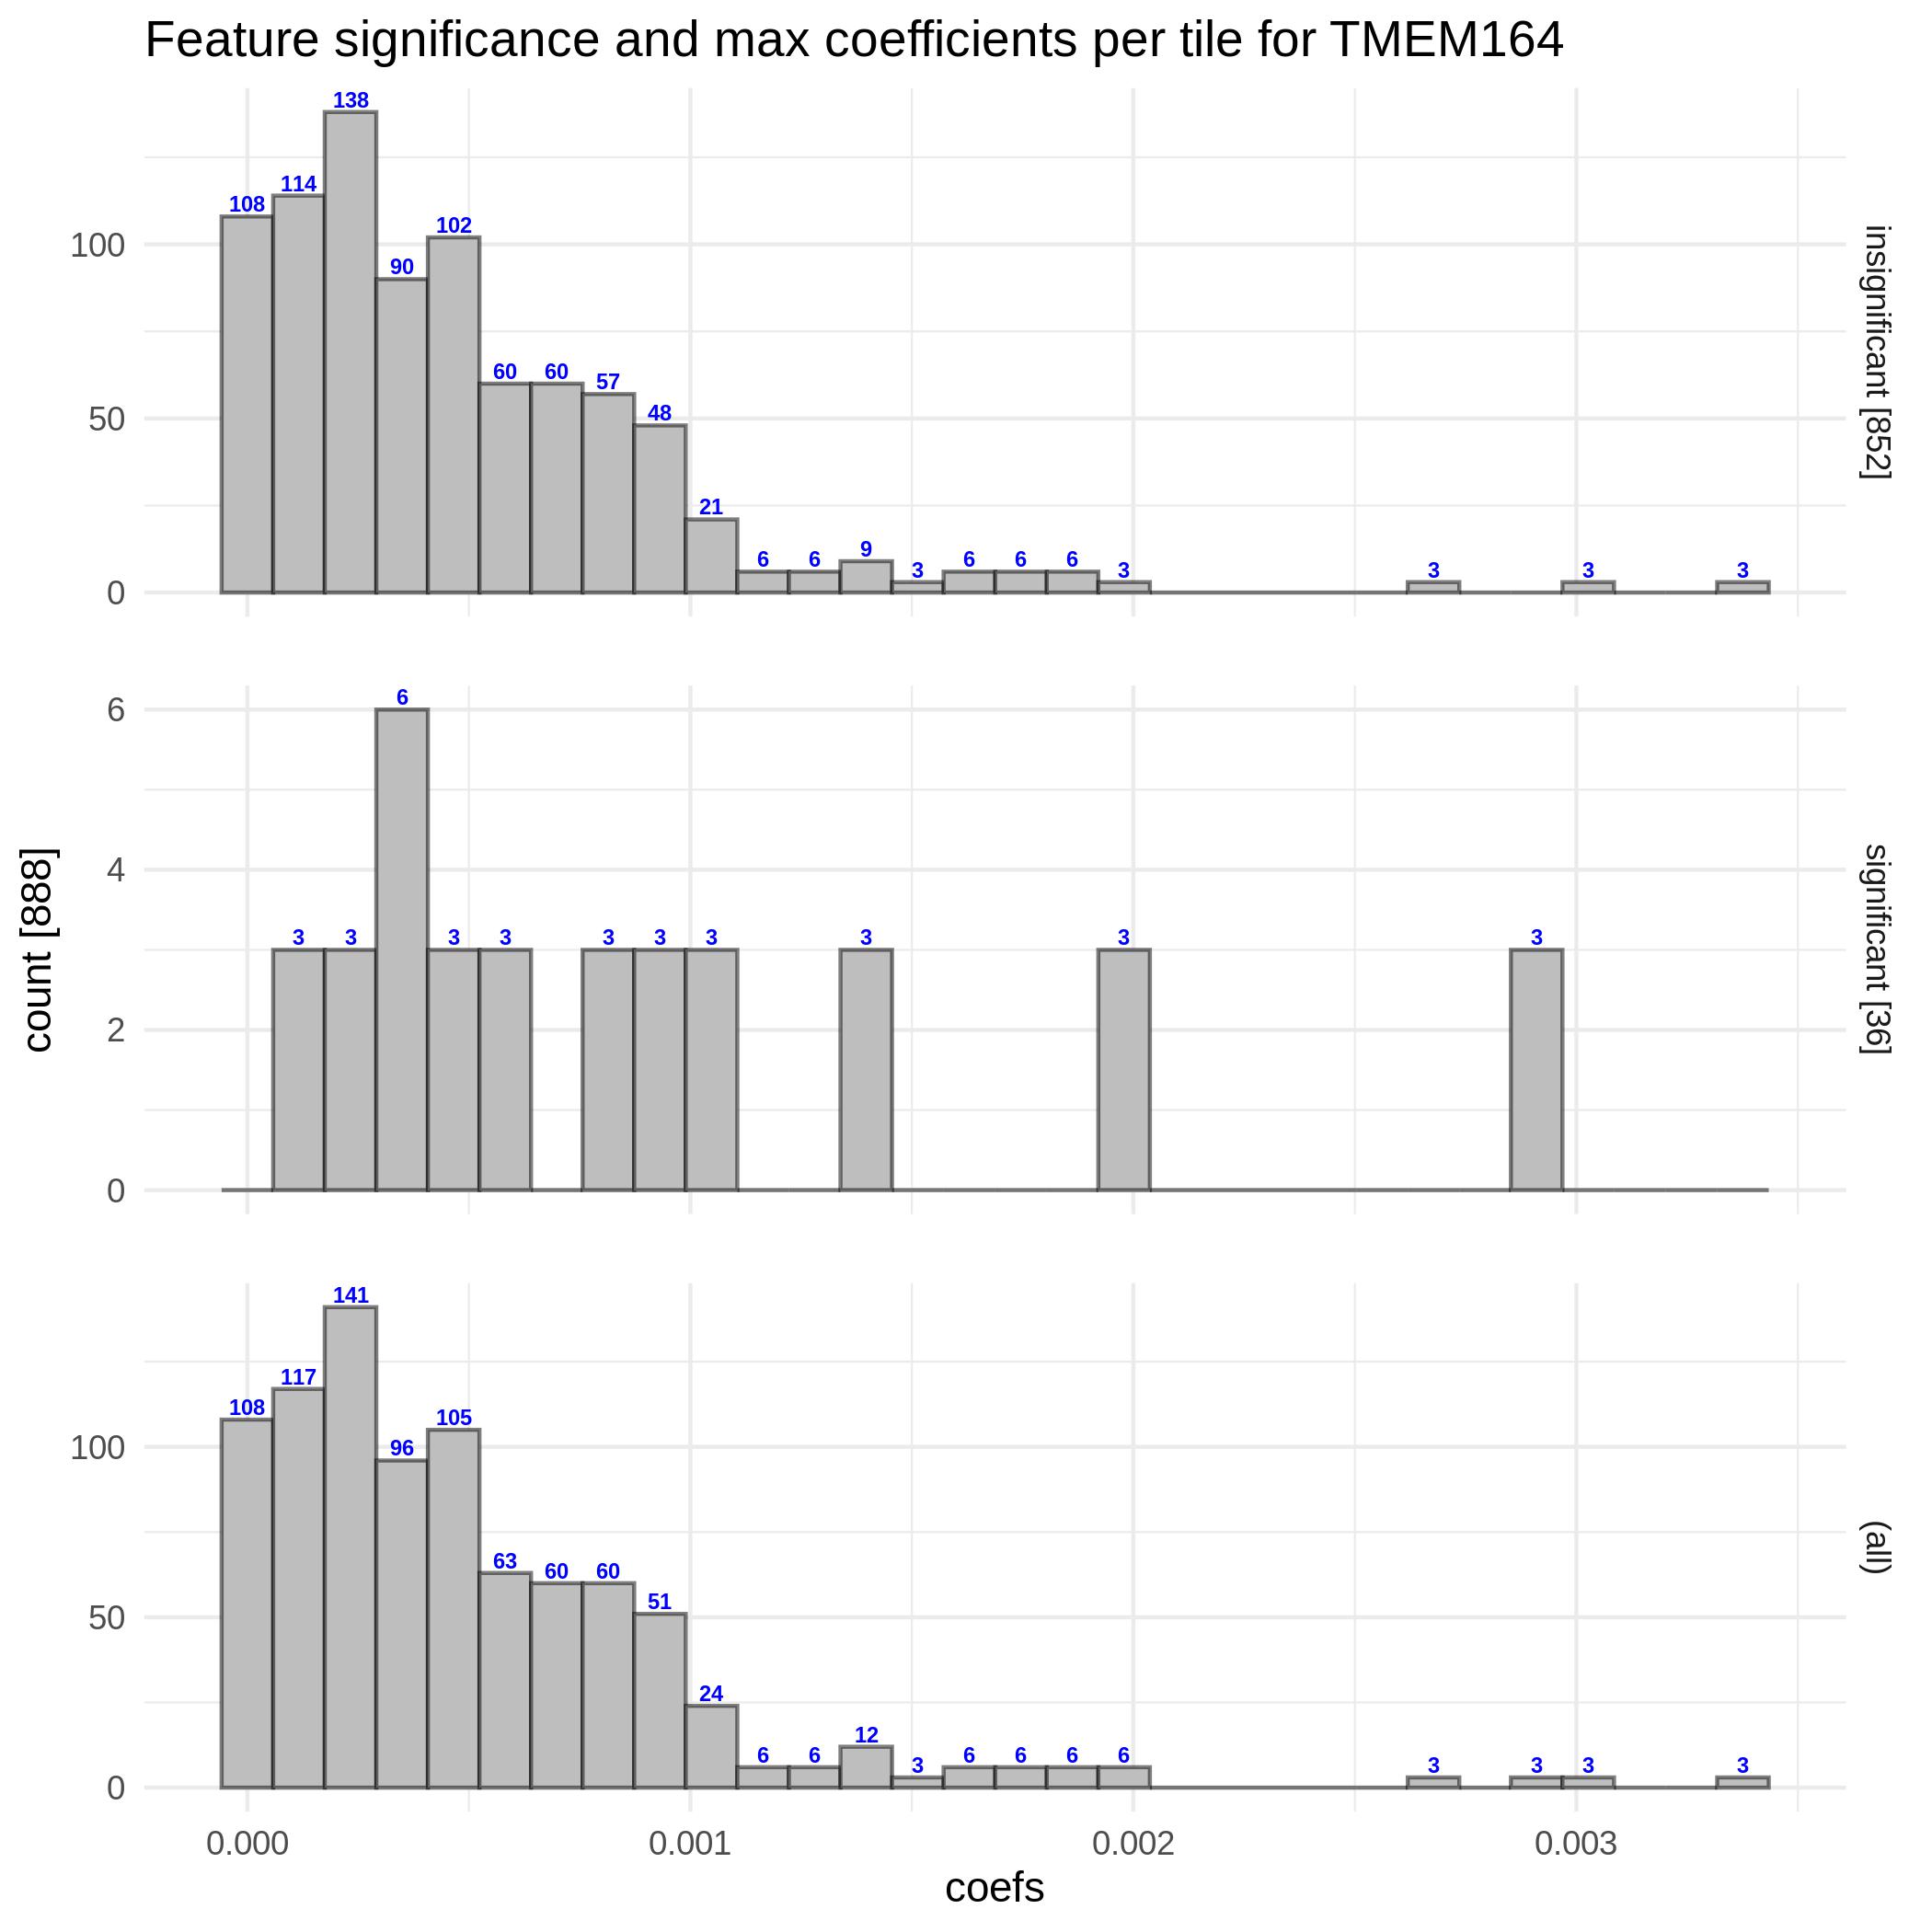 Feature significance and max coefficients per tile for TMEM164
138
114
108
102
90
60 60 57
48
21
6 6 9 3 6 6 6 3 3 3 3
100
50
0
insignificant [852]
6
3 3 3 3 3 3 3 3 3 3
6
4
2
0
count [888]
significant [36]
141
117
108
105
96
63 60 60
51
24
6 6 12 3 6 6 6 6 3 3 3 3
100
50
0
(all)
0.000 0.001 0.002 0.003
coefs